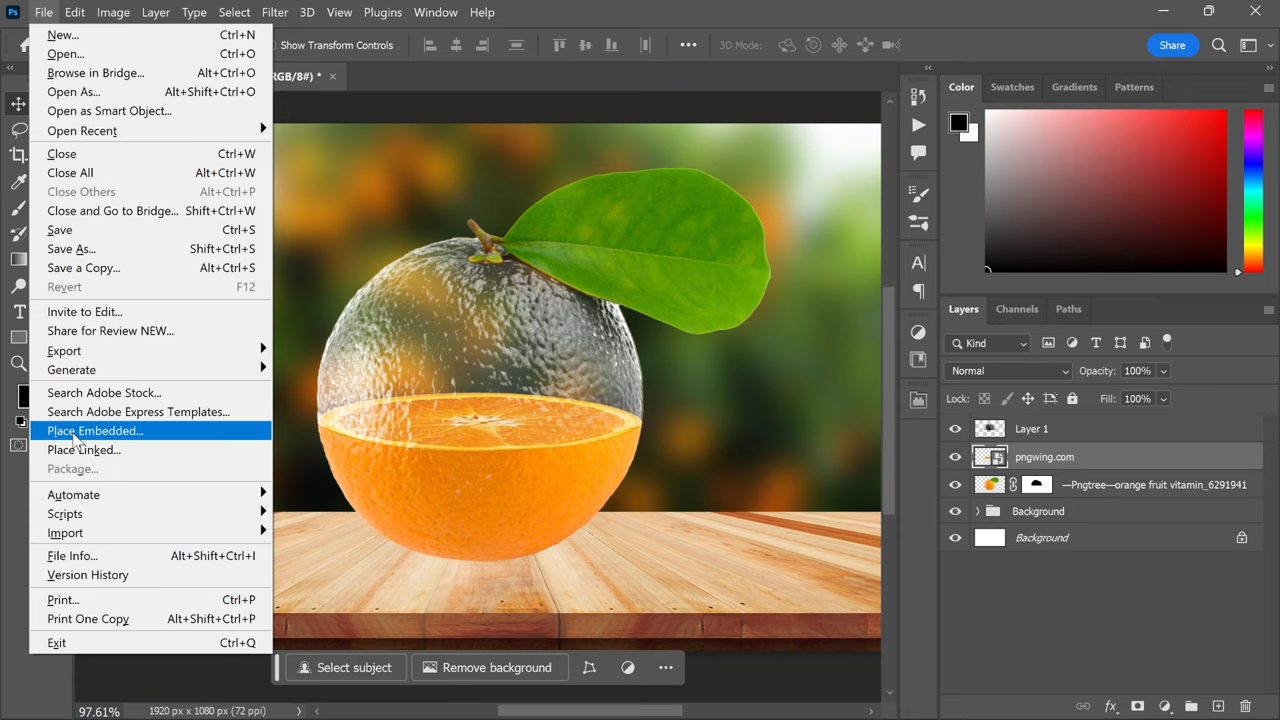 Ps File Edit Image Layer Type Select Filter 3D View Plugins Window Help
Show Transform Controls
3D Mode:
Share
RGB/8#) *
New... Ctrl+N
Open... Ctrl+O
Browse in Bridge... Alt+Ctrl+O
Open As... Alt+Shift+Ctrl+O
Open as Smart Object...
Open Recent
Close Ctrl+W
Close All Alt+Ctrl+W
Close Others Alt+Ctrl+P
Close and Go to Bridge... Shift+Ctrl+W
Save Ctrl+S
Save As... Shift+Ctrl+S
Save a Copy... Alt+Ctrl+S
Revert F12
Invite to Edit...
Share for Review NEW...
Export
Generate
Search Adobe Stock...
Search Adobe Express Templates...
Place Embedded...
Place Linked...
Package...
Automate
Scripts
Import
File Info... Alt+Shift+Ctrl+I
Version History
Print... Ctrl+P
Print One Copy Alt+Shift+Ctrl+P
Exit Ctrl+Q
Select subject
Remove background
97.61% 1920 px x 1080 px (72 ppi)
Color Swatches Gradients Patterns
Layers Channels Paths
Kind
Normal Opacity: 100%
Lock: Fill: 100%
Layer 1
pngwing.com
—Pngtree—orange fruit vitamin_6291941
Background
Background